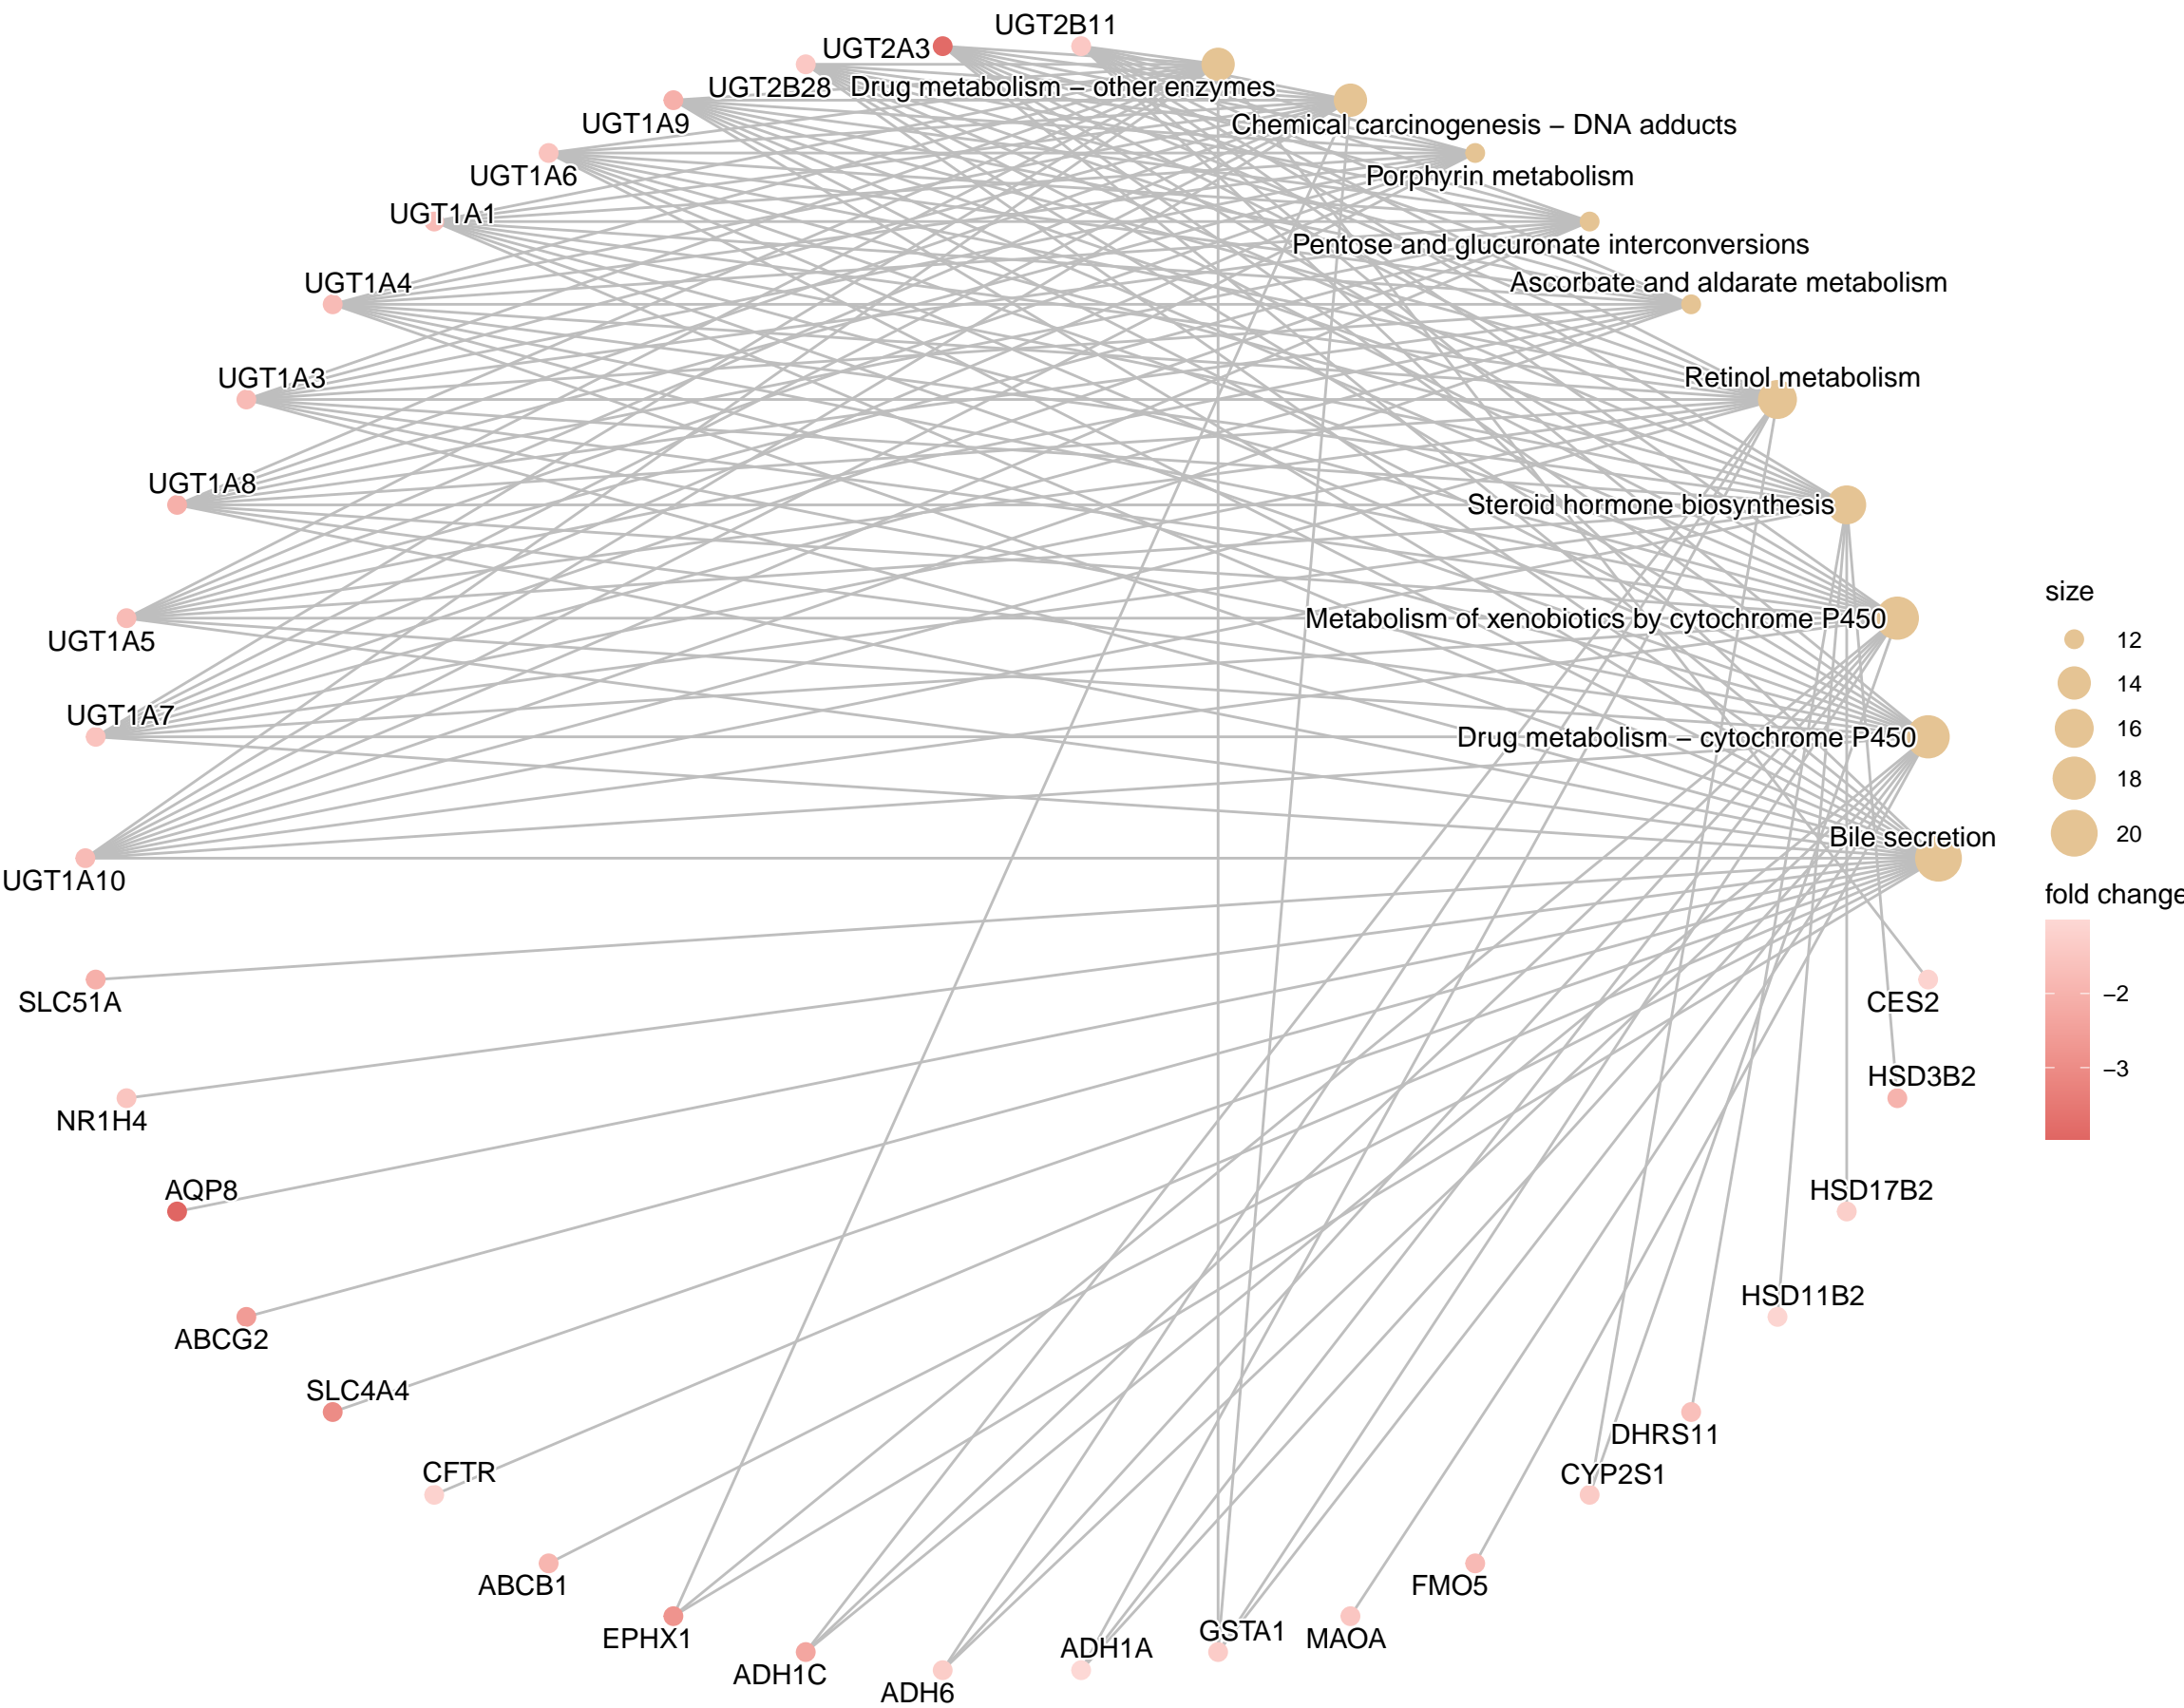 UGT2B11
UGT2A3
UGT2B28
Drug metabolism – other enzymes
UGT1A9
Chemical carcinogenesis – DNA adducts
UGT1A6
Porphyrin metabolism
UGT1A1
Pentose and glucuronate interconversions
UGT1A4
Ascorbate and aldarate metabolism
UGT1A3
Retinol metabolism
UGT1A8
Steroid hormone biosynthesis
UGT1A5
Metabolism of xenobiotics by cytochrome P450
UGT1A7
Drug metabolism – cytochrome P450
Bile secretion
UGT1A10
SLC51A
CES2
NR1H4
HSD3B2
AQP8
HSD17B2
ABCG2
HSD11B2
SLC4A4
DHRS11
CFTR
CYP2S1
ABCB1
FMO5
EPHX1
ADH1C
ADH6
ADH1A
GSTA1
MAOA
size
12
14
16
18
20
fold change
–2
–3